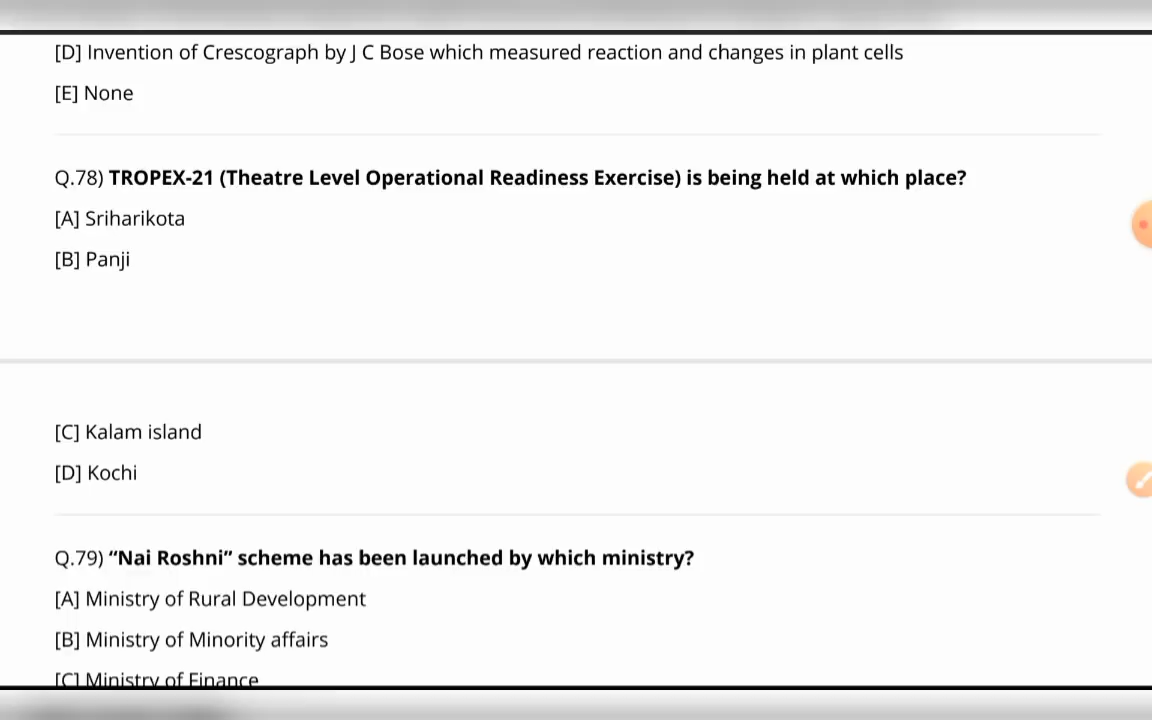 [D] Invention of Crescograph by J C Bose which measured reaction and changes in plant cells
[E] None
Q.78) TROPEX-21 (Theatre Level Operational Readiness Exercise) is being held at which place?
[A] Sriharikota
[B] Panji
[C] Kalam island
[D] Kochi
Q.79) “Nai Roshni” scheme has been launched by which ministry?
[A] Ministry of Rural Development
[B] Ministry of Minority affairs
[C] Ministry of Finance